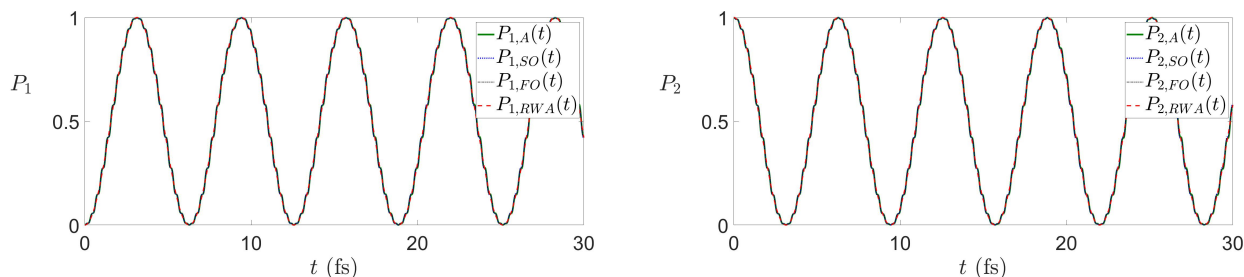 1
P_{1,A}(t)
P_{1,SO}(t)
P_1
P_{1,FO}(t)
0.5
P_{1,RWA}(t)
0
0 10 20 30
t (fs)
1
P_{2,A}(t)
P_{2,SO}(t)
P_2
P_{2,FO}(t)
0.5
P_{2,RWA}(t)
0
0 10 20 30
t (fs)